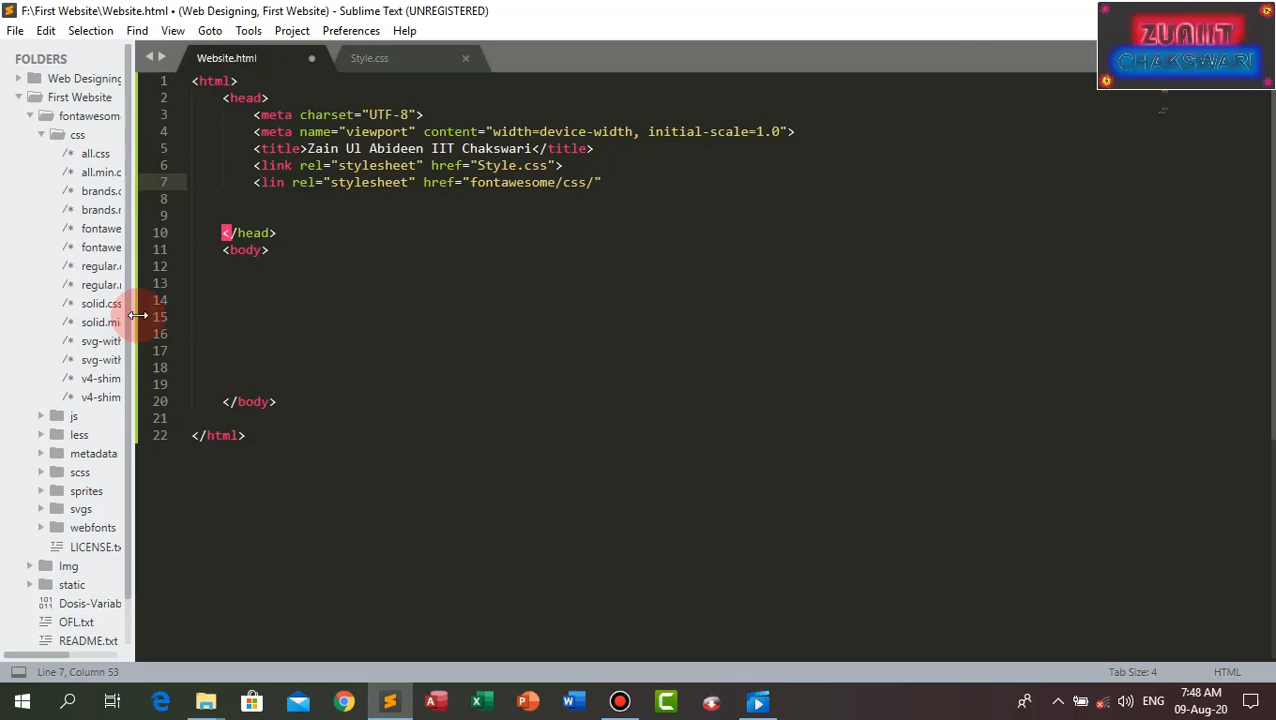 F:\First Website\Website.html • (Web Designing, First Website) - Sublime Text (UNREGISTERED)
File Edit Selection Find View Goto Tools Project Preferences Help
ZUAIIT
CHAKSWARI
FOLDERS
Web Designing
First Website
fontawesom
css
/* all.css
/* all.min.c
/* brands.c
/* brands.r
/* fontawe
/* fontawe
/* regular.c
/* regular.r
/* solid.css
/* solid.mi
/* svg-with
/* svg-with
/* v4-shim
/* v4-shim
js
less
metadata
scss
sprites
svgs
webfonts
LICENSE.tx
Img
static
Dosis-Variab
OFL.txt
README.txt
Website.html
Style.css
1 <html>
2 <head>
3 <meta charset="UTF-8">
4 <meta name="viewport" content="width=device-width, initial-scale=1.0">
5 <title>Zain Ul Abideen IIT Chakswari</title>
6 <link rel="stylesheet" href="Style.css">
7 <lin rel="stylesheet" href="fontawesome/css/"
8
9
10 </head>
11 <body>
12
13
14
15
16
17
18
19
20 </body>
21
22 </html>
Line 7, Column 53
Tab Size: 4
HTML
ENG
7:48 AM
09-Aug-20